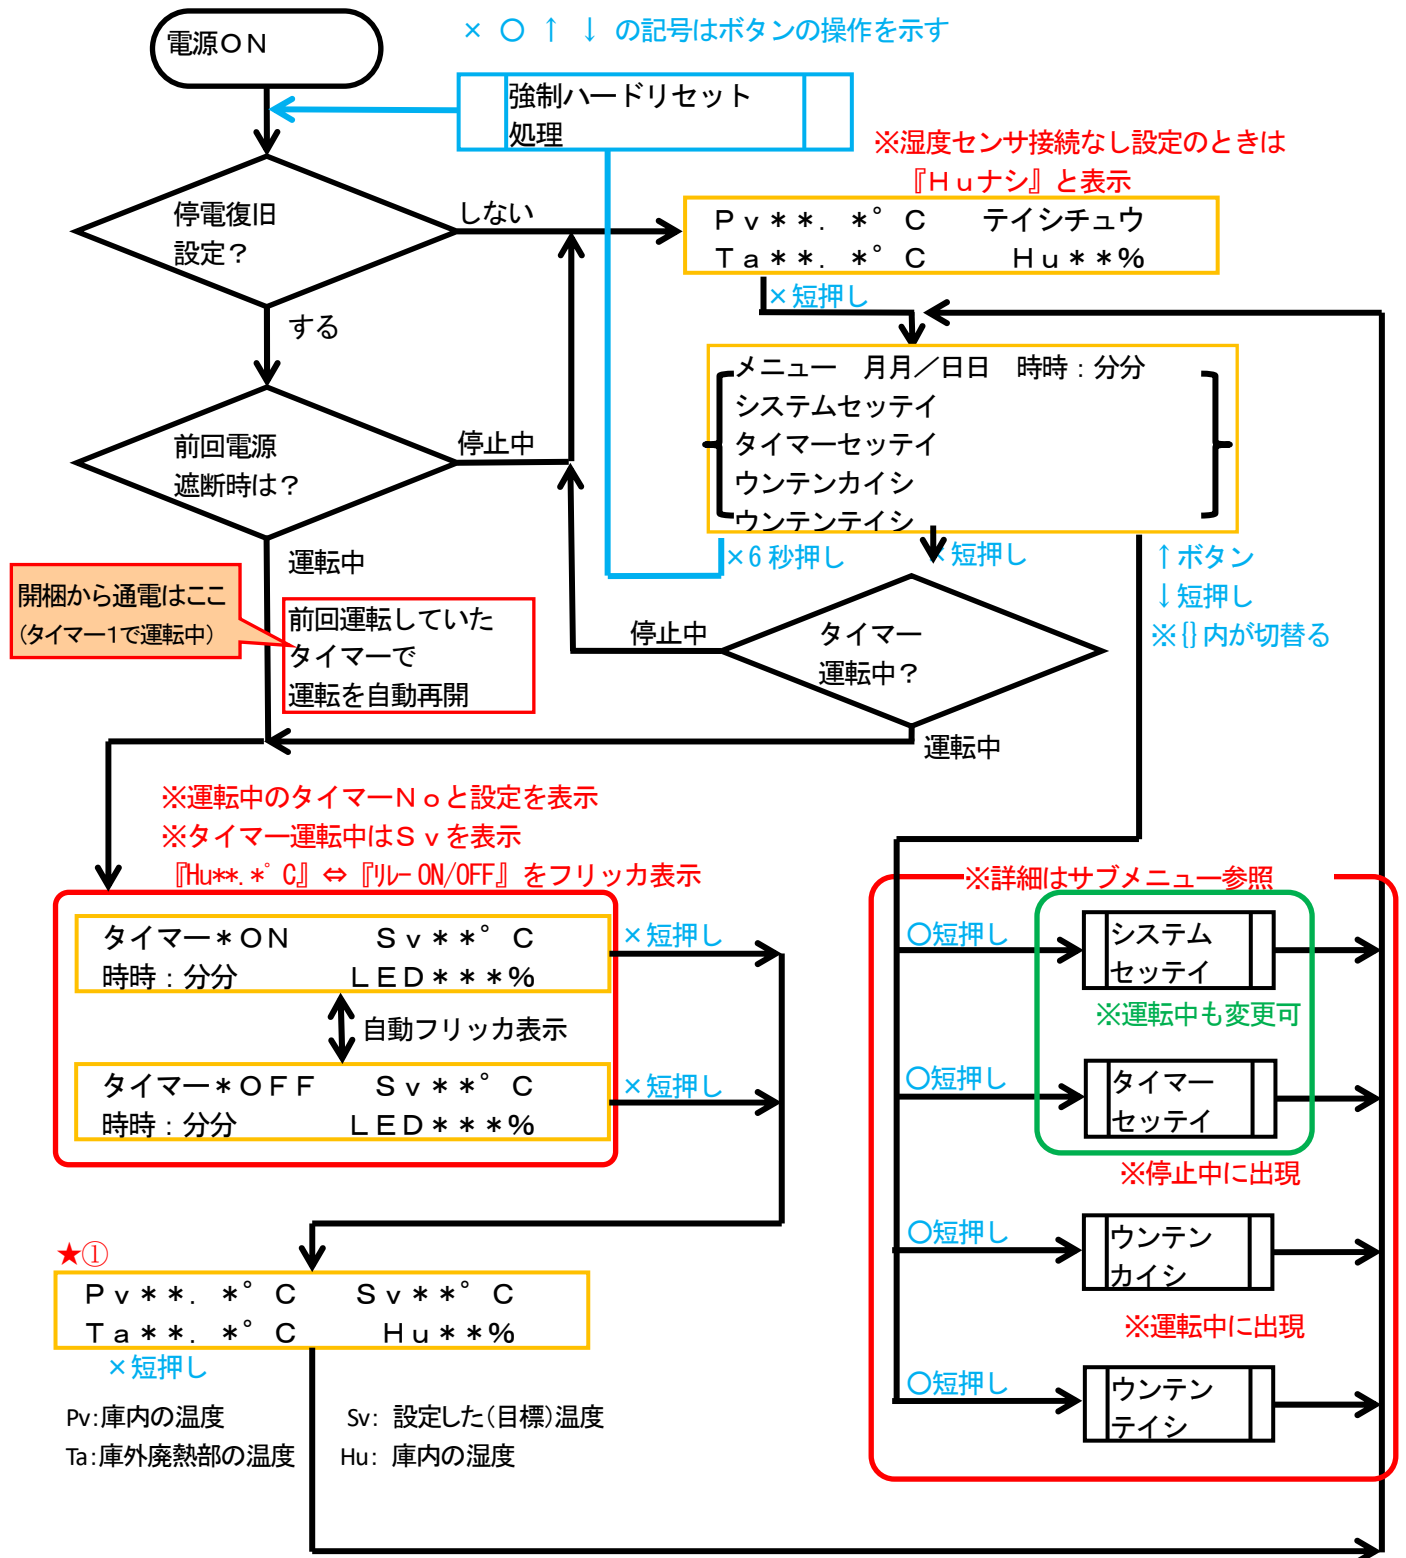 電源ON
× 〇 ↑ ↓ の記号はボタンの操作を示す
強制ハードリセット
処理
※湿度センサ接続なし設定のときは
『Huナシ』と表示
停電復旧
設定？
しない
Pv**.*°C テイシチュウ
Ta**.*°C Hu**%
×短押し
する
メニュー 月月／日日 時時：分分
システムセッテイ
タイマーセッテイ
ウンテンカイシ
ウンテンテイシ
前回電源
遮断時は？
停止中
×6秒押し
×短押し
↑ボタン
↓短押し
※{}内が切替る
運転中
開梱から通電はここ
(タイマー1で運転中)
前回運転していた
タイマーで
運転を自動再開
停止中
タイマー
運転中？
運転中
※運転中のタイマーNoと設定を表示
※タイマー運転中はSvを表示
『Hu**.*°C』⇔『リレーON/OFF』をフリッカ表示
タイマー＊ON Sv**°C
時時：分分 LED***%
×短押し
自動フリッカ表示
タイマー＊OFF Sv**°C
時時：分分 LED***%
×短押し
※詳細はサブメニュー参照
〇短押し
システム
セッテイ
※運転中も変更可
〇短押し
タイマー
セッテイ
※停止中に出現
〇短押し
ウンテン
カイシ
※運転中に出現
〇短押し
ウンテン
テイシ
★①
Pv**.*°C Sv**°C
Ta**.*°C Hu**%
×短押し
Pv:庫内の温度 Sv: 設定した(目標)温度
Ta:庫外廃熱部の温度 Hu: 庫内の湿度